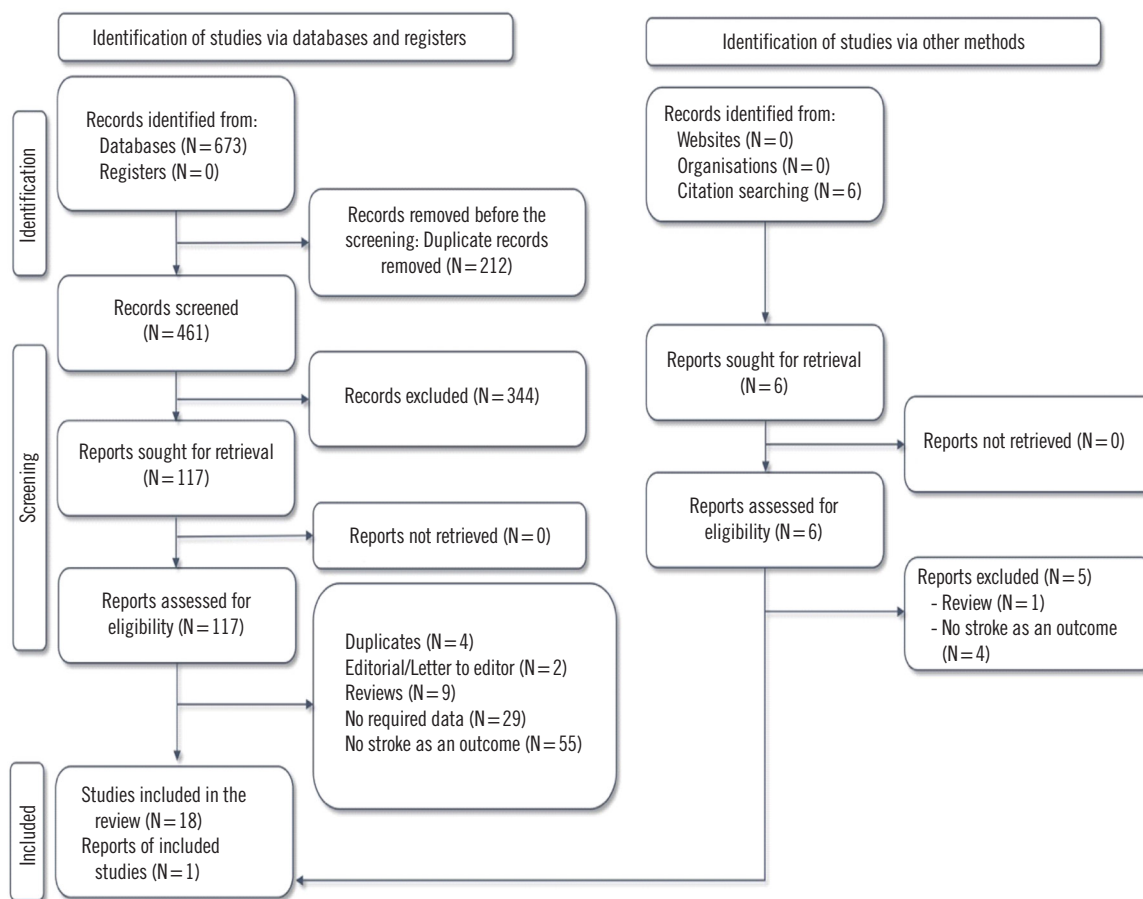 Identification of studies via databases and registers
Identification of studies via other methods
Identification
Records identified from:
Databases (N=673)
Registers (N=0)
Records removed before the
screening: Duplicate records
removed (N=212)
Records identified from:
Websites (N=0)
Organisations (N=0)
Citation searching (N=6)
Screening
Records screened
(N=461)
Records excluded (N=344)
Reports sought for retrieval
(N=117)
Reports not retrieved (N=0)
Reports assessed for
eligibility (N=117)
Duplicates (N=4)
Editorial/Letter to editor (N=2)
Reviews (N=9)
No required data (N=29)
No stroke as an outcome (N=55)
Reports sought for retrieval
(N=6)
Reports not retrieved (N=0)
Reports assessed for
eligibility (N=6)
Reports excluded (N=5)
- Review (N=1)
- No stroke as an outcome
(N=4)
Included
Studies included in the
review (N=18)
Reports of included
studies (N=1)